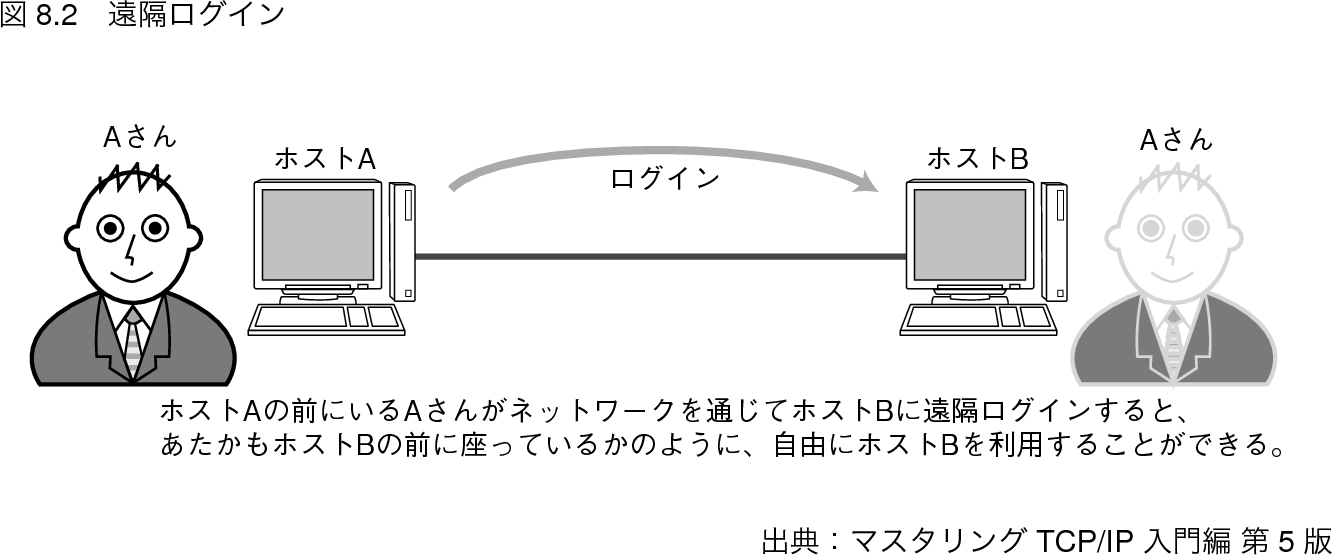 図 8.2　遠隔ログイン
Aさん
ホストA
ログイン
ホストB
Aさん
ホストAの前にいるAさんがネットワークを通じてホストBに遠隔ログインすると、
あたかもホストBの前に座っているかのように、自由にホストBを利用することができる。
出典：マスタリング TCP/IP 入門編 第 5 版